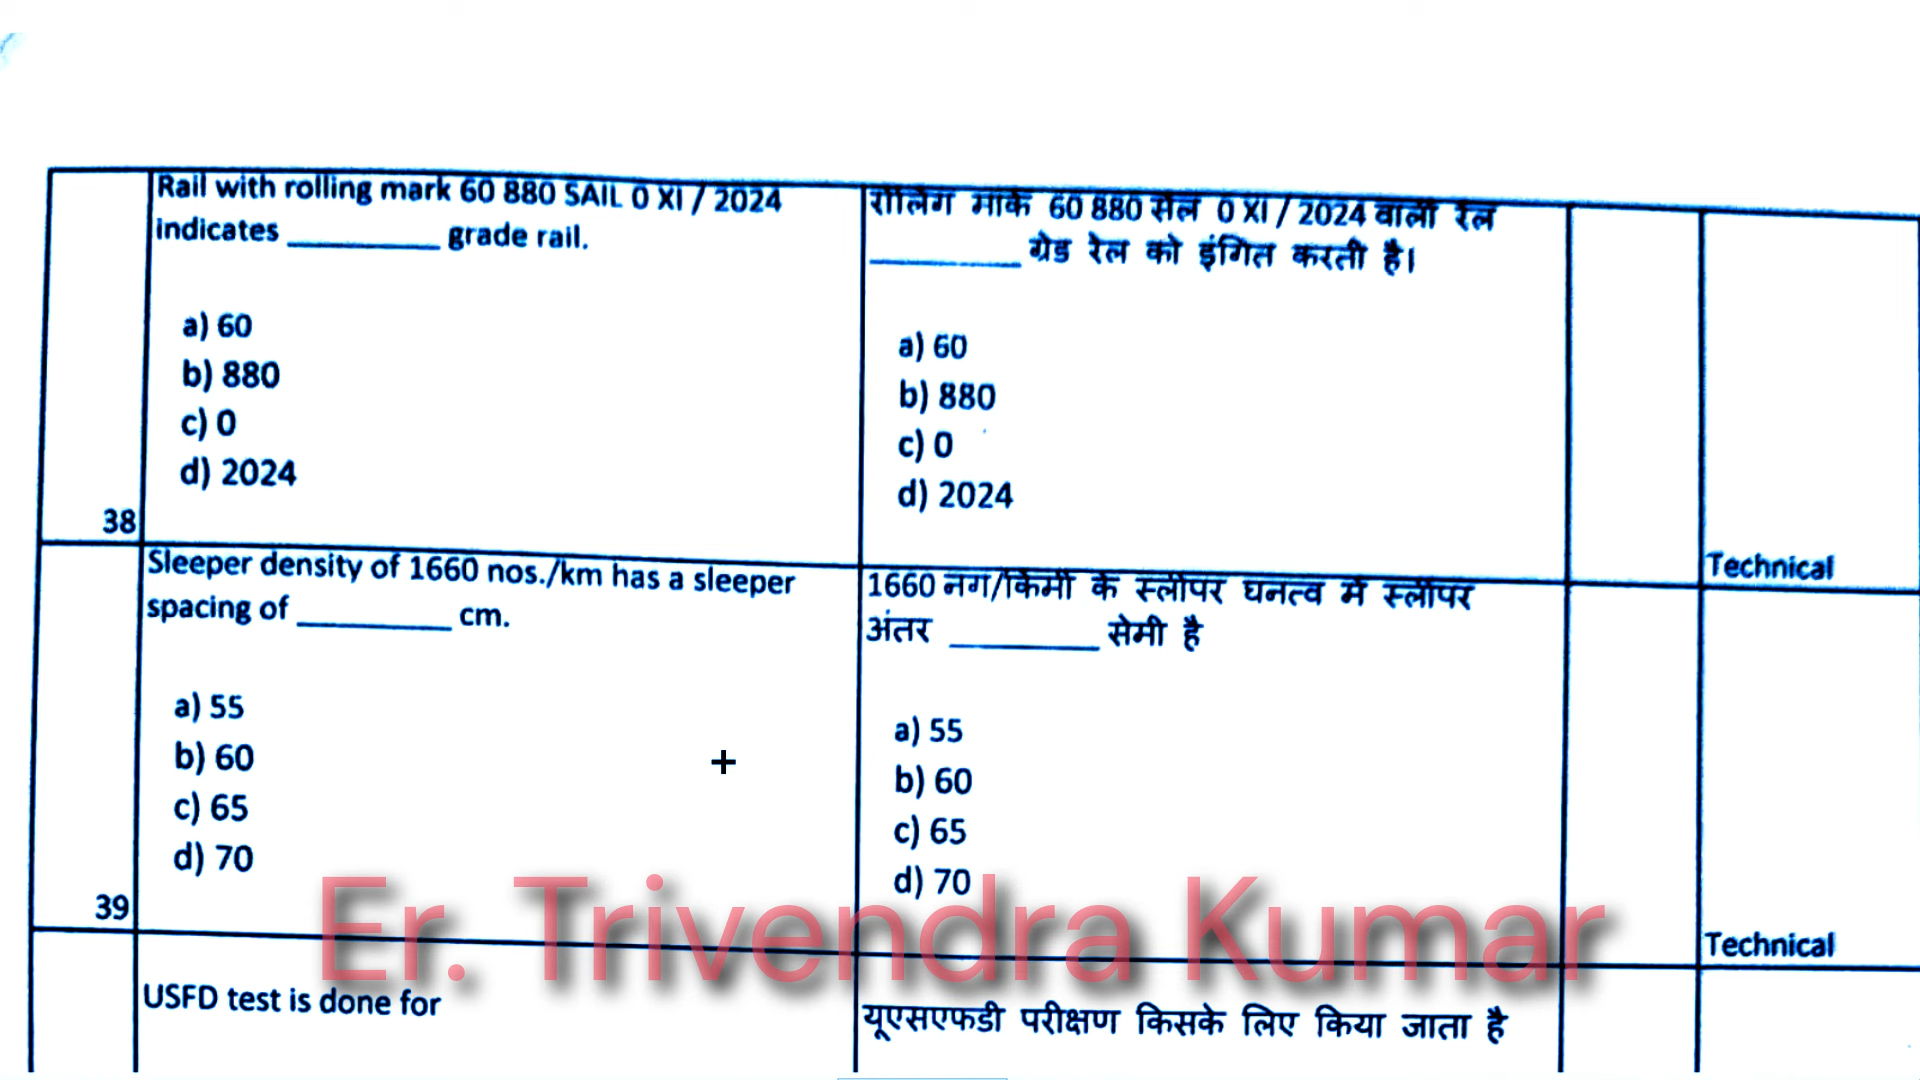 Rail with rolling mark 60 880 SAIL 0 XI / 2024
indicates __________ grade rail.
a) 60
b) 880
c) 0
d) 2024
38
रोलिंग मार्क 60 880 सेल 0 XI / 2024 वाली रेल
__________ ग्रेड रेल को इंगित करती है।
a) 60
b) 880
c) 0
d) 2024
Technical
Sleeper density of 1660 nos./km has a sleeper
spacing of __________ cm.
a) 55
b) 60
c) 65
d) 70
39
1660 नग/किमी के स्लीपर घनत्व में स्लीपर
अंतर __________ सेमी है
a) 55
b) 60
c) 65
d) 70
Technical
Er. Trivendra Kumar
USFD test is done for
यूएसएफडी परीक्षण किसके लिए किया जाता है